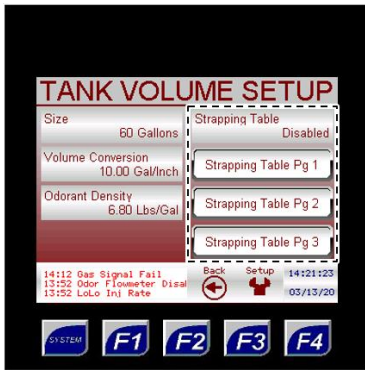 TANK VOLUME SETUP
Size
60 Gallons
Volume Conversion
10.00 Gal/Inch
Odorant Density
6.80 Lbs/Gal
Strapping Table
Disabled
Strapping Table Pg 1
Strapping Table Pg 2
Strapping Table Pg 3
14:12 Gas Signal Fail
13:52 Odor Flowmeter Disa
13:52 LoLo Inj Rate
Back
Setup
14:21:23
03/13/20
SYSTEM
F1
F2
F3
F4